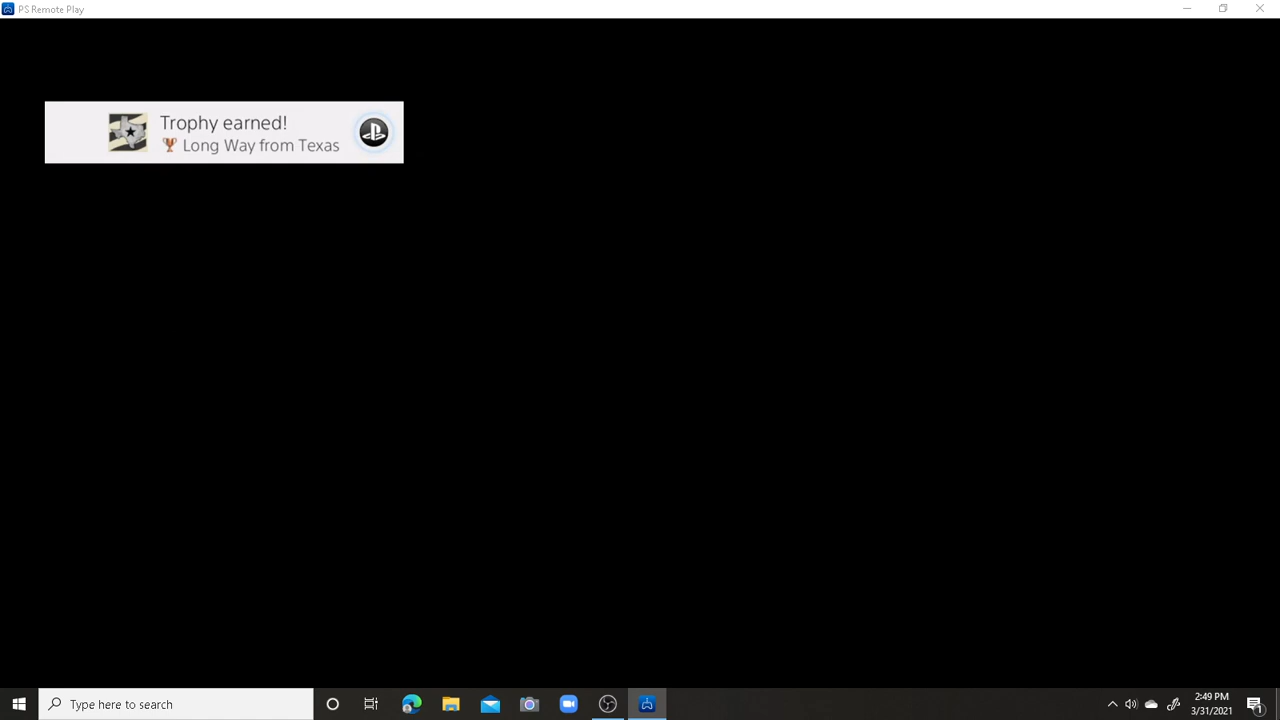 PS Remote Play
Trophy earned!
Long Way from Texas
Type here to search
2:49 PM
3/31/2021
1